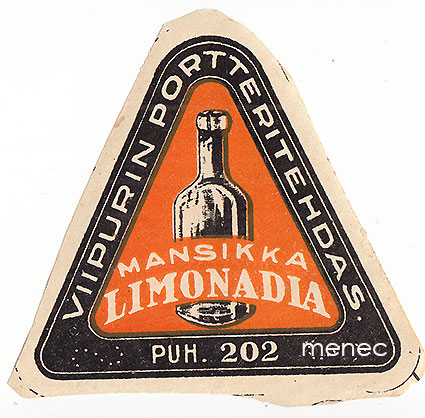 VIIPURIN PORTTERITEHDAS.
MANSIKKA
LIMONADIA
PUH. 202
menec